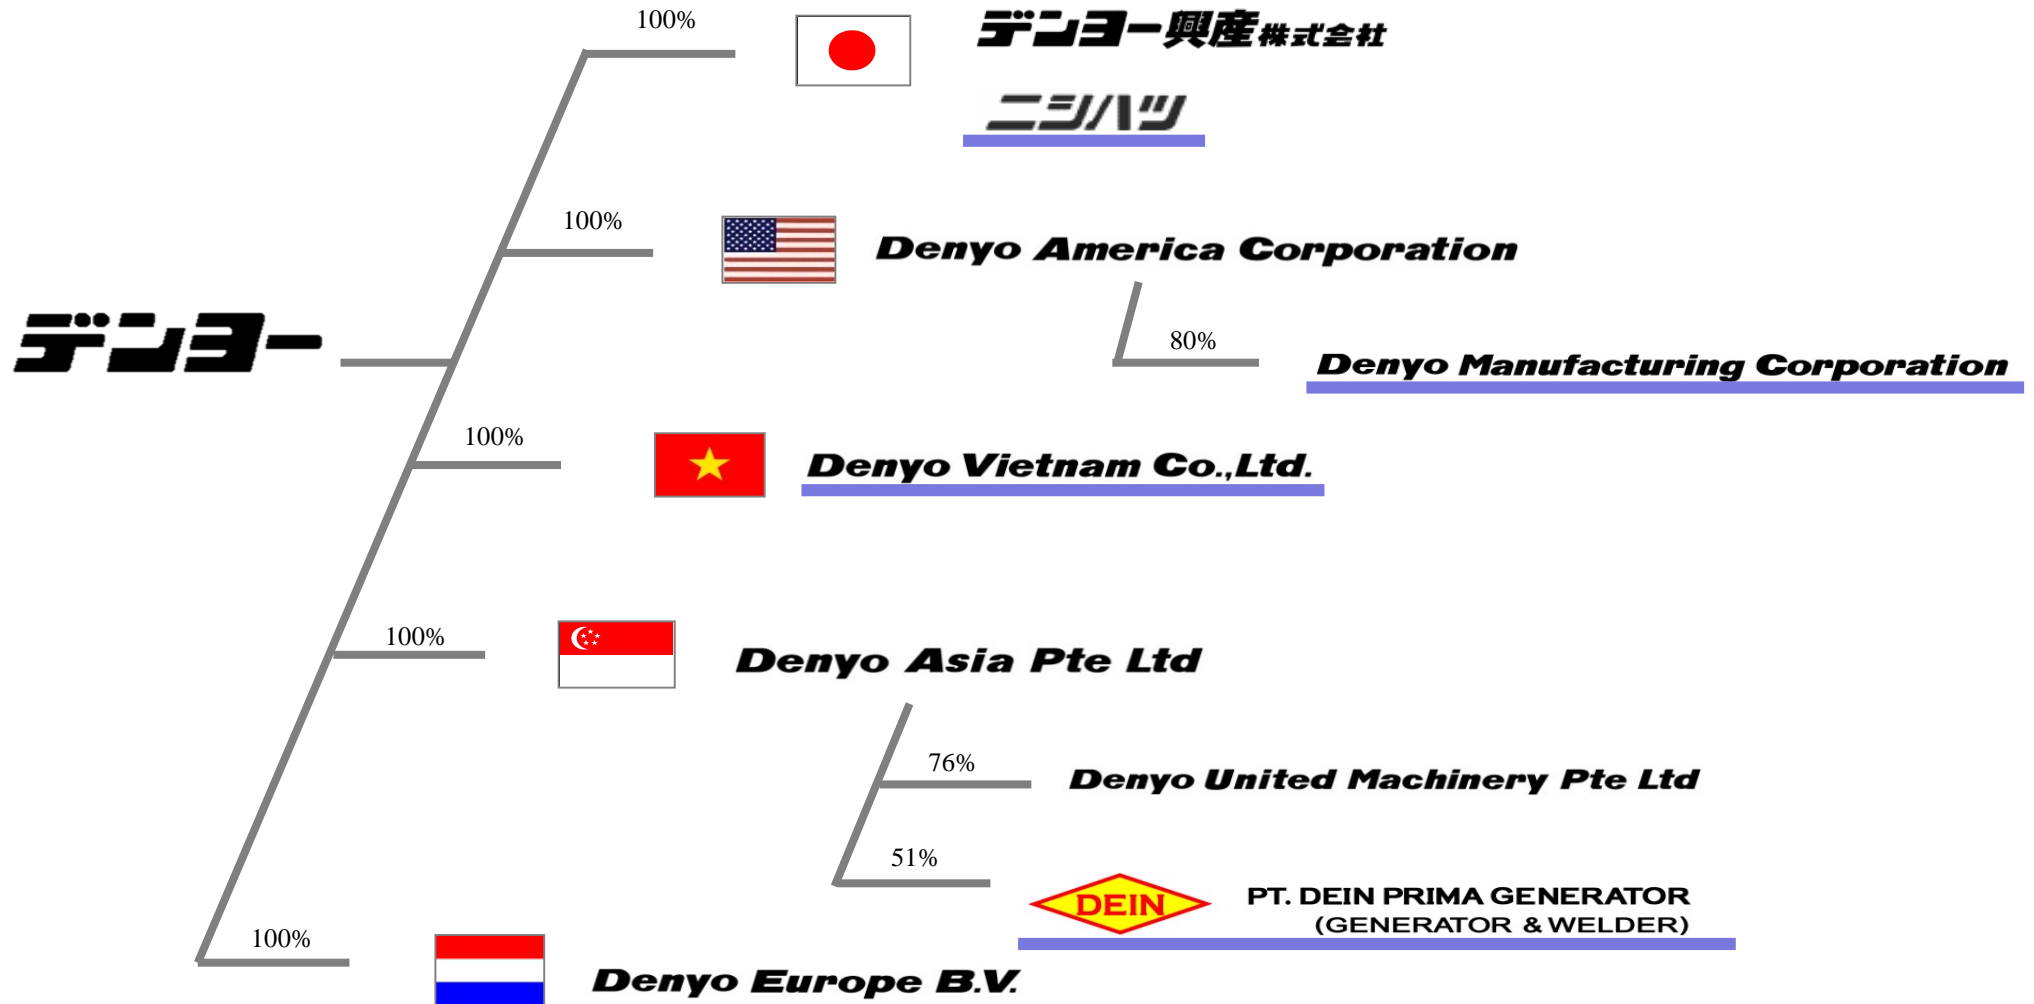 100%
デンヨー興産株式会社
ニシハツ
100%
Denyo America Corporation
デンヨー
80%
Denyo Manufacturing Corporation
100%
Denyo Vietnam Co.,Ltd.
100%
Denyo Asia Pte Ltd
76%
Denyo United Machinery Pte Ltd
51%
DEIN
PT. DEIN PRIMA GENERATOR
(GENERATOR & WELDER)
100%
Denyo Europe B.V.